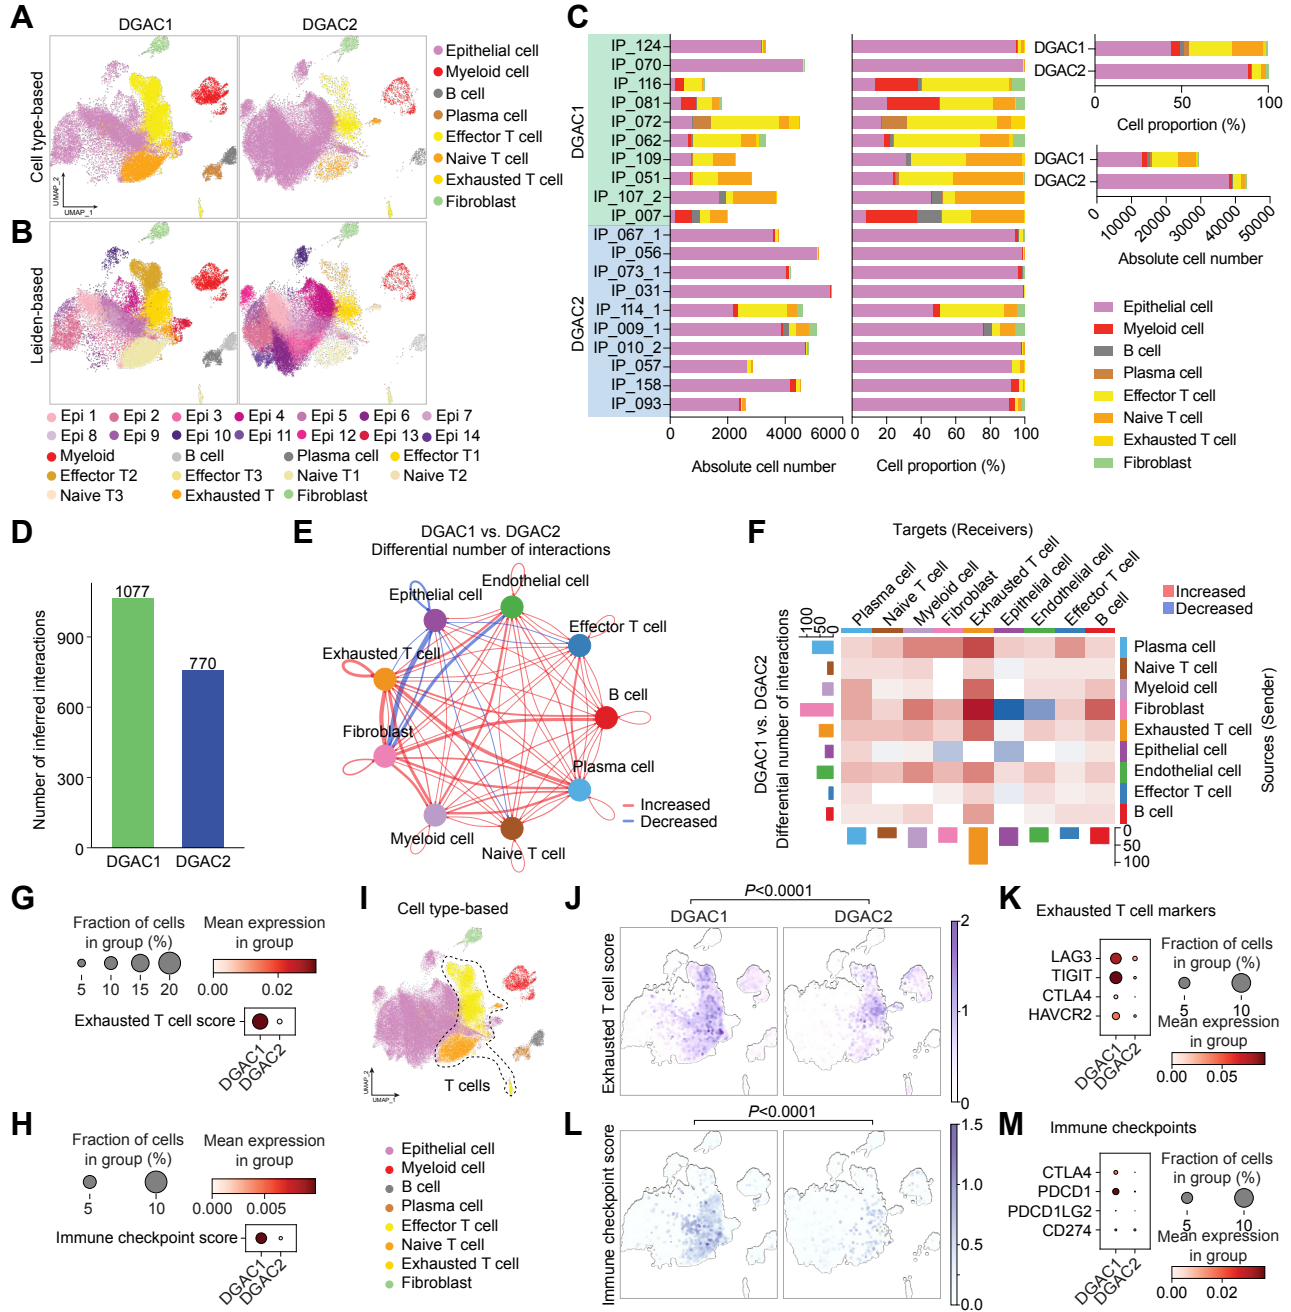 A
DGAC1
DGAC2
Cell type-based
UMAP_2
UMAP_1
Epithelial cell
Myeloid cell
B cell
Plasma cell
Effector T cell
Naive T cell
Exhausted T cell
Fibroblast
B
Leiden-based
Epi 1
Epi 2
Epi 3
Epi 4
Epi 5
Epi 6
Epi 7
Epi 8
Epi 9
Epi 10
Epi 11
Epi 12
Epi 13
Epi 14
Myeloid
B cell
Plasma cell
Effector T1
Effector T2
Effector T3
Naive T1
Naive T2
Naive T3
Exhausted T
Fibroblast
C
DGAC1
DGAC2
IP_124
IP_070
IP_116
IP_081
IP_072
IP_062
IP_109
IP_051
IP_107_2
IP_007
IP_067_1
IP_056
IP_073_1
IP_031
IP_114_1
IP_009_1
IP_010_2
IP_057
IP_158
IP_093
0 2000 4000 6000
Absolute cell number
0 20 40 60 80 100
Cell proportion (%)
DGAC1
DGAC2
0 50 100
Cell proportion (%)
DGAC1
DGAC2
0 10000 20000 30000 40000 50000
Absolute cell number
Epithelial cell
Myeloid cell
B cell
Plasma cell
Effector T cell
Naive T cell
Exhausted T cell
Fibroblast
D
Number of inferred interactions
900
600
300
0
1077
770
DGAC1
DGAC2
E
DGAC1 vs. DGAC2
Differential number of interactions
Endothelial cell
Epithelial cell
Effector T cell
Exhausted T cell
B cell
Fibroblast
Plasma cell
Myeloid cell
Naive T cell
Increased
Decreased
F
Targets (Receivers)
Plasma cell
Naive T cell
Myeloid cell
Fibroblast
Exhausted T cell
Epithelial cell
Endothelial cell
Effector T cell
B cell
Increased
Decreased
100
50
0
DGAC1 vs. DGAC2
Differential number of interactions
Plasma cell
Naive T cell
Myeloid cell
Fibroblast
Exhausted T cell
Epithelial cell
Endothelial cell
Effector T cell
B cell
Sources (Sender)
0
50
100
G
Fraction of cells
in group (%)
5 10 15 20
Mean expression
in group
0.00 0.02
Exhausted T cell score
DGAC1
DGAC2
H
Fraction of cells
in group (%)
5 10
Mean expression
in group
0.000 0.005
Immune checkpoint score
DGAC1
DGAC2
I
Cell type-based
T cells
UMAP_2
UMAP_1
Epithelial cell
Myeloid cell
B cell
Plasma cell
Effector T cell
Naive T cell
Exhausted T cell
Fibroblast
J
P<0.0001
DGAC1
DGAC2
Exhausted T cell score
2
1
0
K
Exhausted T cell markers
LAG3
TIGIT
CTLA4
HAVCR2
DGAC1
DGAC2
Fraction of cells
in group (%)
5 10
Mean expression
in group
0.00 0.05
L
P<0.0001
Immune checkpoint score
1.5
1.0
0.5
0.0
M
Immune checkpoints
CTLA4
PDCD1
PDCD1LG2
CD274
DGAC1
DGAC2
Fraction of cells
in group (%)
5 10
Mean expression
in group
0.00 0.02